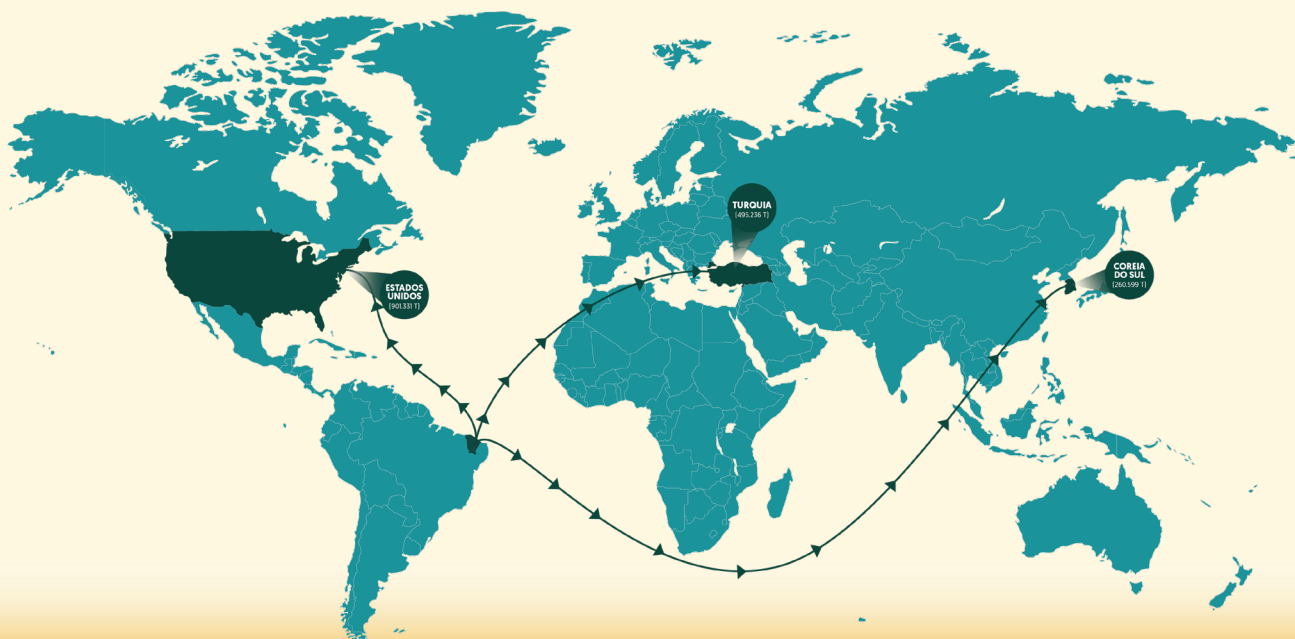 TURQUIA
(495.236 T)
ESTADOS
UNIDOS
(901.331 T)
COREIA
DO SUL
(260.599 T)